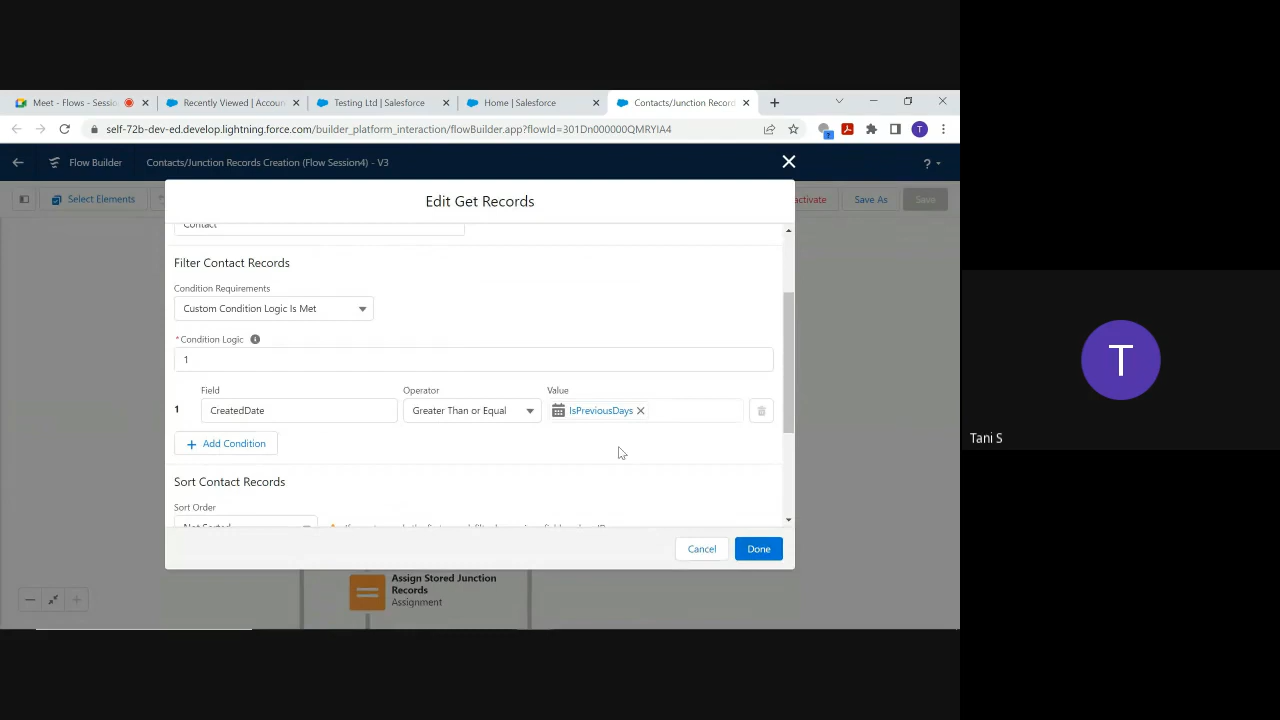 Meet - Flows - Sessio
Recently Viewed | Accoun
Testing Ltd | Salesforce
Home | Salesforce
Contacts/Junction Record
self-72b-dev-ed.develop.lightning.force.com/builder_platform_interaction/flowBuilder.app?flowId=301Dn000000QMRYIA4
T
Flow Builder
Contacts/Junction Records Creation (Flow Session4) - V3
?
Select Elements
Edit Get Records
activate
Save As
Save
Contact
Filter Contact Records
Condition Requirements
Custom Condition Logic Is Met
*Condition Logic
1
Field
Operator
Value
1
CreatedDate
Greater Than or Equal
IsPreviousDays
Add Condition
Sort Contact Records
Sort Order
Not Sorted
Cancel
Done
Assign Stored Junction
Records
Assignment
T
Tani S